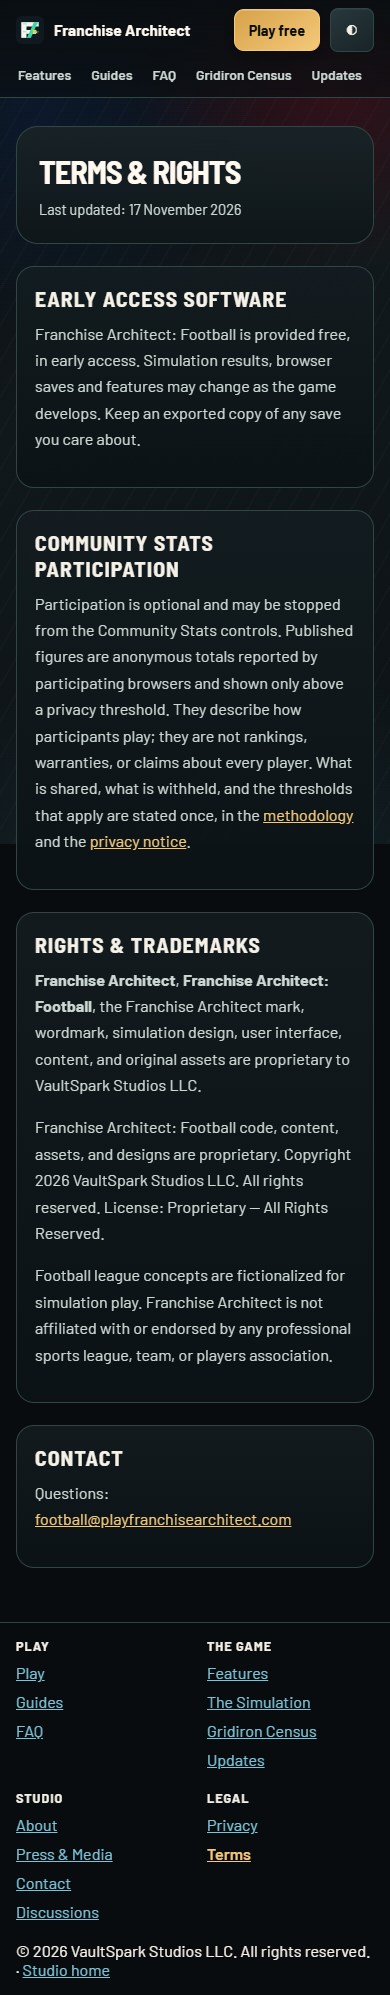 Franchise Architect
Play free
Features Guides FAQ Gridiron Census Updates
TERMS & RIGHTS
Last updated: 17 November 2026
EARLY ACCESS SOFTWARE
Franchise Architect: Football is provided free,
in early access. Simulation results, browser
saves and features may change as the game
develops. Keep an exported copy of any save
you care about.
COMMUNITY STATS
PARTICIPATION
Participation is optional and may be stopped
from the Community Stats controls. Published
figures are anonymous totals reported by
participating browsers and shown only above
a privacy threshold. They describe how
participants play; they are not rankings,
warranties, or claims about every player. What
is shared, what is withheld, and the thresholds
that apply are stated once, in the methodology
and the privacy notice.
RIGHTS & TRADEMARKS
Franchise Architect, Franchise Architect:
Football, the Franchise Architect mark,
wordmark, simulation design, user interface,
content, and original assets are proprietary to
VaultSpark Studios LLC.
Franchise Architect: Football code, content,
assets, and designs are proprietary. Copyright
2026 VaultSpark Studios LLC. All rights
reserved. License: Proprietary — All Rights
Reserved.
Football league concepts are fictionalized for
simulation play. Franchise Architect is not
affiliated with or endorsed by any professional
sports league, team, or players association.
CONTACT
Questions:
football@playfranchisearchitect.com
PLAY
Play
Guides
FAQ
THE GAME
Features
The Simulation
Gridiron Census
Updates
STUDIO
About
Press & Media
Contact
Discussions
LEGAL
Privacy
Terms
© 2026 VaultSpark Studios LLC. All rights reserved.
· Studio home